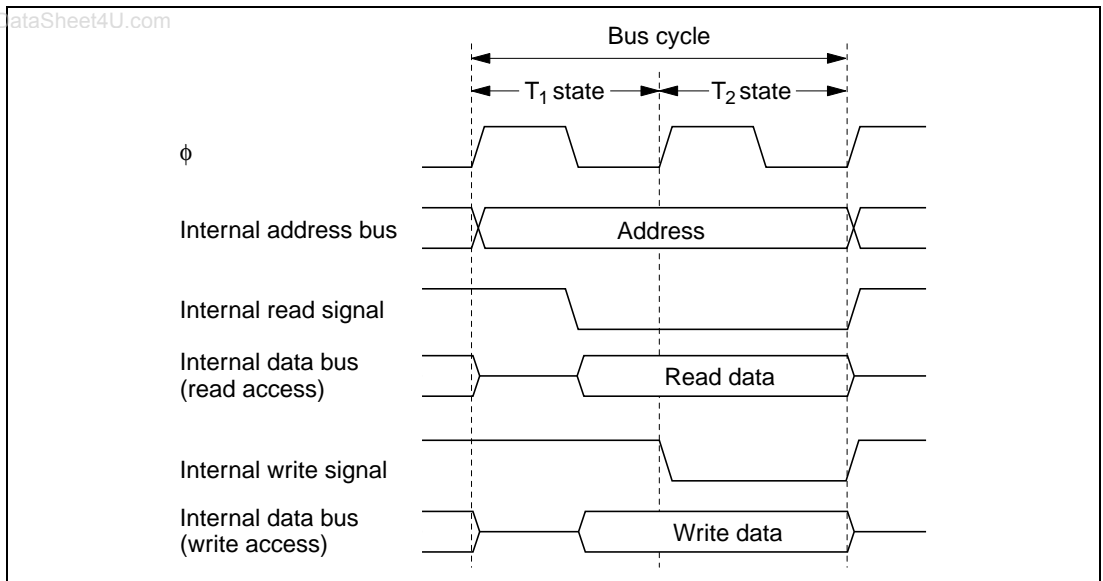 DataSheet4U.com
Bus cycle
T1 state
T2 state
φ
Internal address bus
Address
Internal read signal
Internal data bus
(read access)
Read data
Internal write signal
Internal data bus
(write access)
Write data